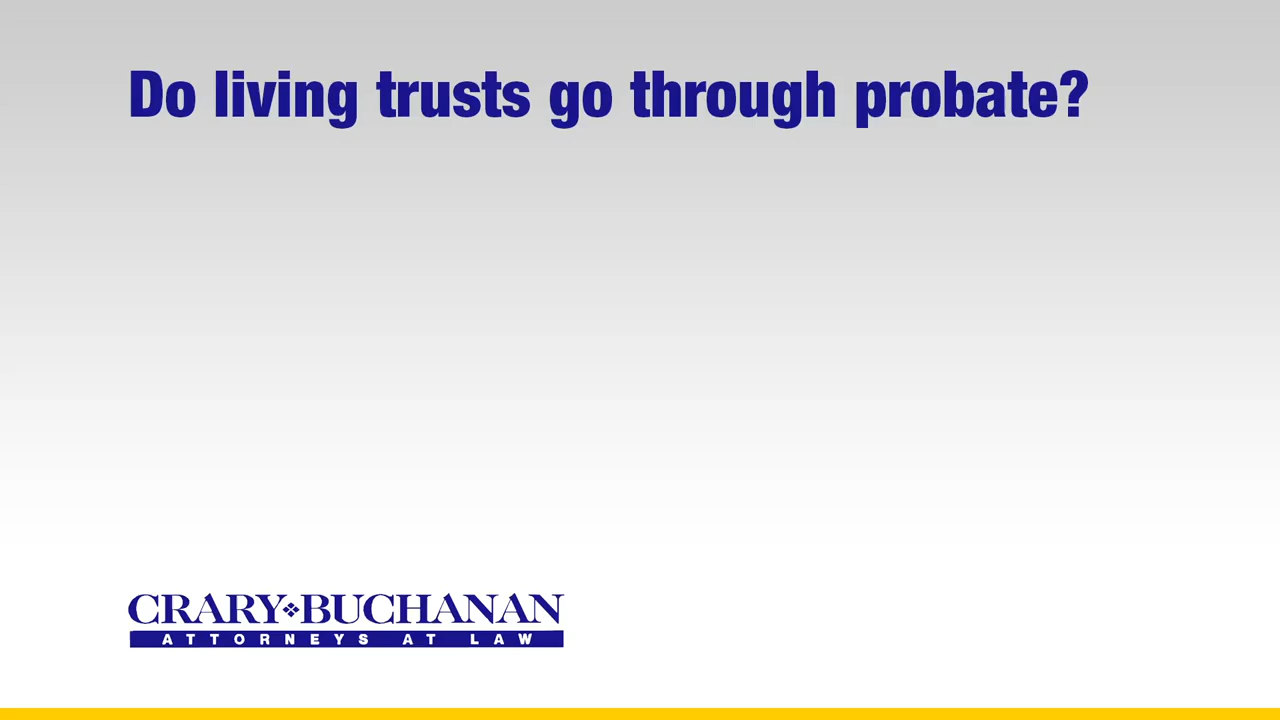 Do living trusts go through probate?
CRARY❖BUCHANAN
ATTORNEYS AT LAW